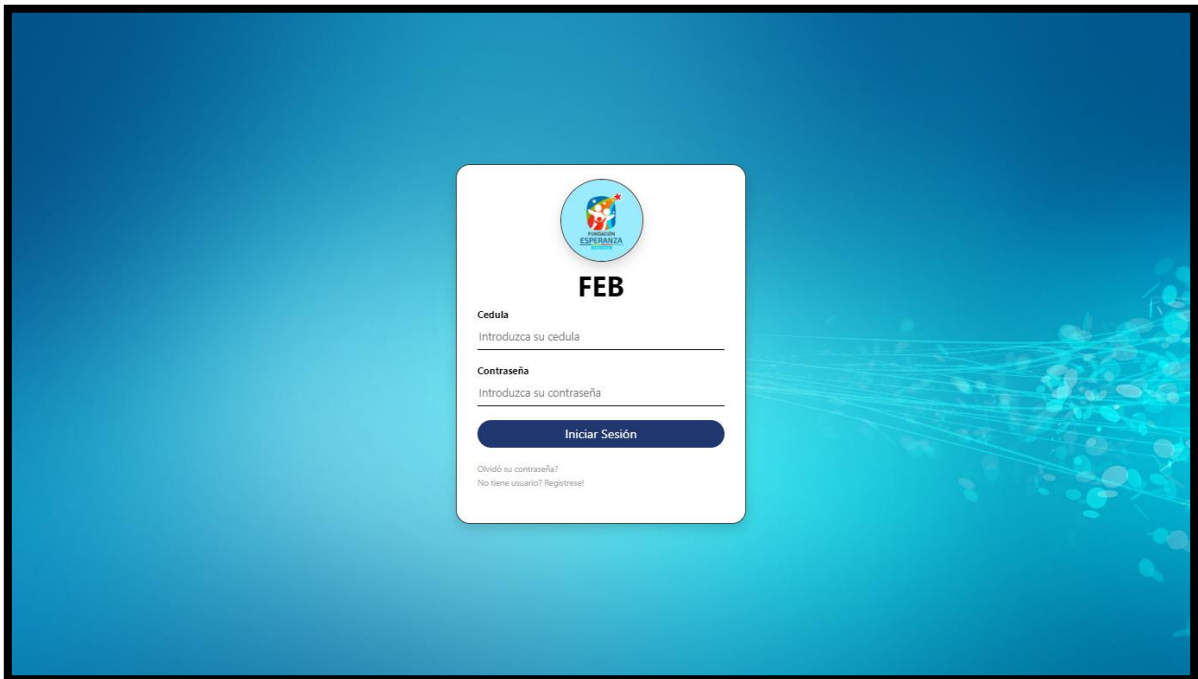 FUNDACIÓN
ESPERANZA
FEB
Cedula
Introduzca su cedula
Contraseña
Introduzca su contraseña
Iniciar Sesión
Olvidó su contraseña?
No tiene usuario? Registrese!